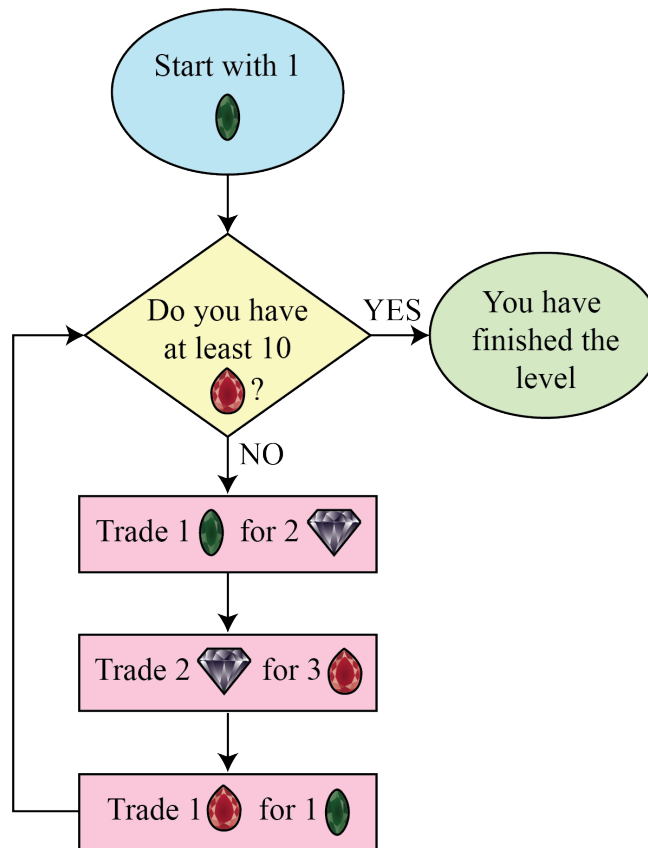 Start with 1
Do you have
at least 10
?
YES
You have
finished the
level
NO
Trade 1 for 2
Trade 2 for 3
Trade 1 for 1